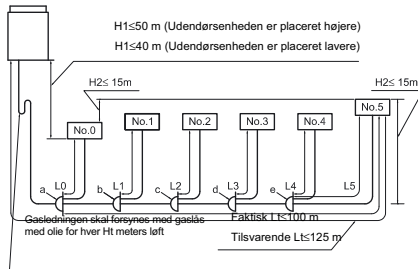 H1≤50 m (Udendørsenheden er placeret højere)
H1≤40 m (Udendørsenheden er placeret lavere)
H2≤ 15m
H2≤ 15m
No.0
No.1
No.2
No.3
No.4
No.5
a
L0
b
L1
c
L2
d
L3
e
L4
L5
Gasledningen skal forsynes med gaslås
med olie for hver Ht meters løft
Faktisk Lt≤100 m
Tilsvarende Lt≤125 m